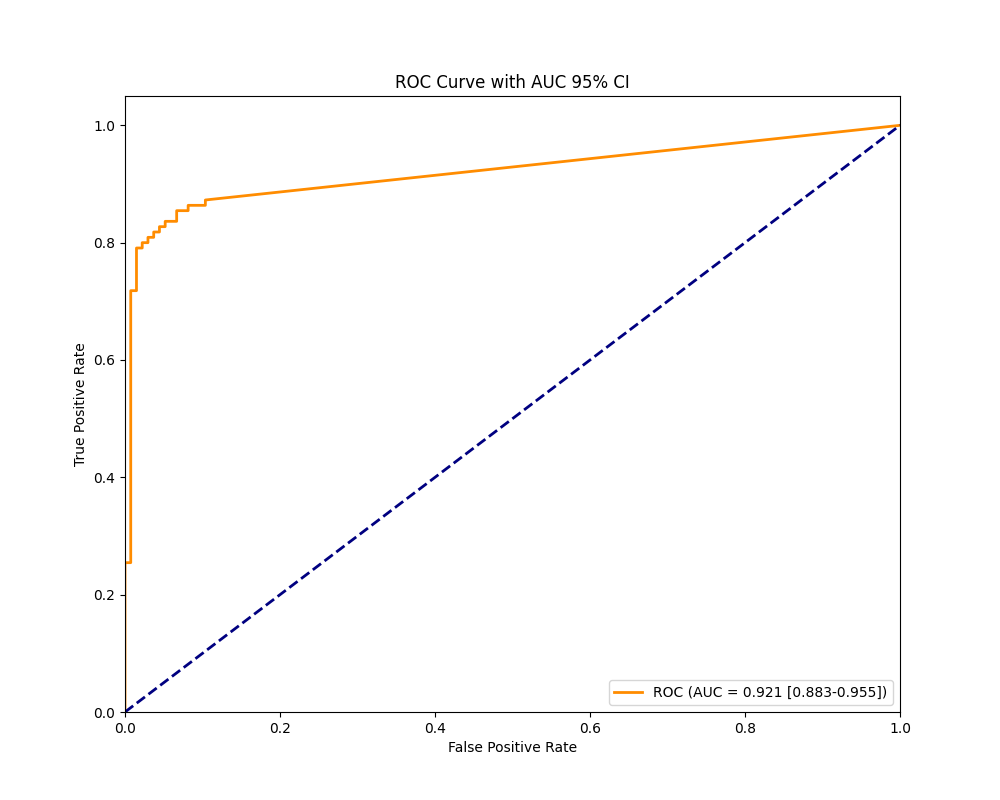 ROC Curve with AUC 95% CI
True Positive Rate
1.0
0.8
0.6
0.4
0.2
0.0
ROC (AUC = 0.921 [0.883-0.955])
0.0 0.2 0.4 0.6 0.8 1.0
False Positive Rate